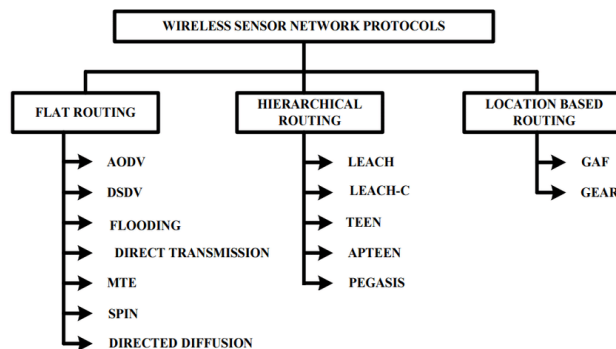 WIRELESS SENSOR NETWORK PROTOCOLS
FLAT ROUTING
HIERARCHICAL
ROUTING
LOCATION BASED
ROUTING
AODV
DSDV
FLOODING
DIRECT TRANSMISSION
MTE
SPIN
DIRECTED DIFFUSION
LEACH
LEACH-C
TEEN
APTEEN
PEGASIS
GAF
GEAR